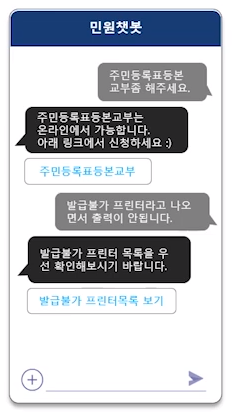 민원챗봇
주민등록표등본
교부좀 해주세요.
주민등록표등본교부는
온라인에서 가능합니다.
아래 링크에서 신청하세요 :)
주민등록표등본교부
발급불가 프린터라고 나오
면서 출력이 안됩니다.
발급불가 프린터 목록을 우
선 확인해보시기 바랍니다.
발급불가 프린터목록 보기